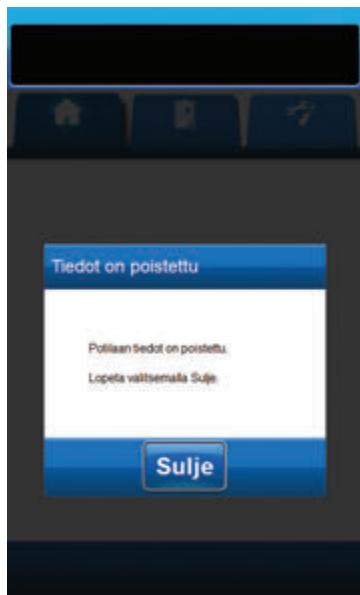 Tiedot on poistettu
Potilaan tiedot on poistettu.
Lopeta valitsemalla Sulje.
Sulje